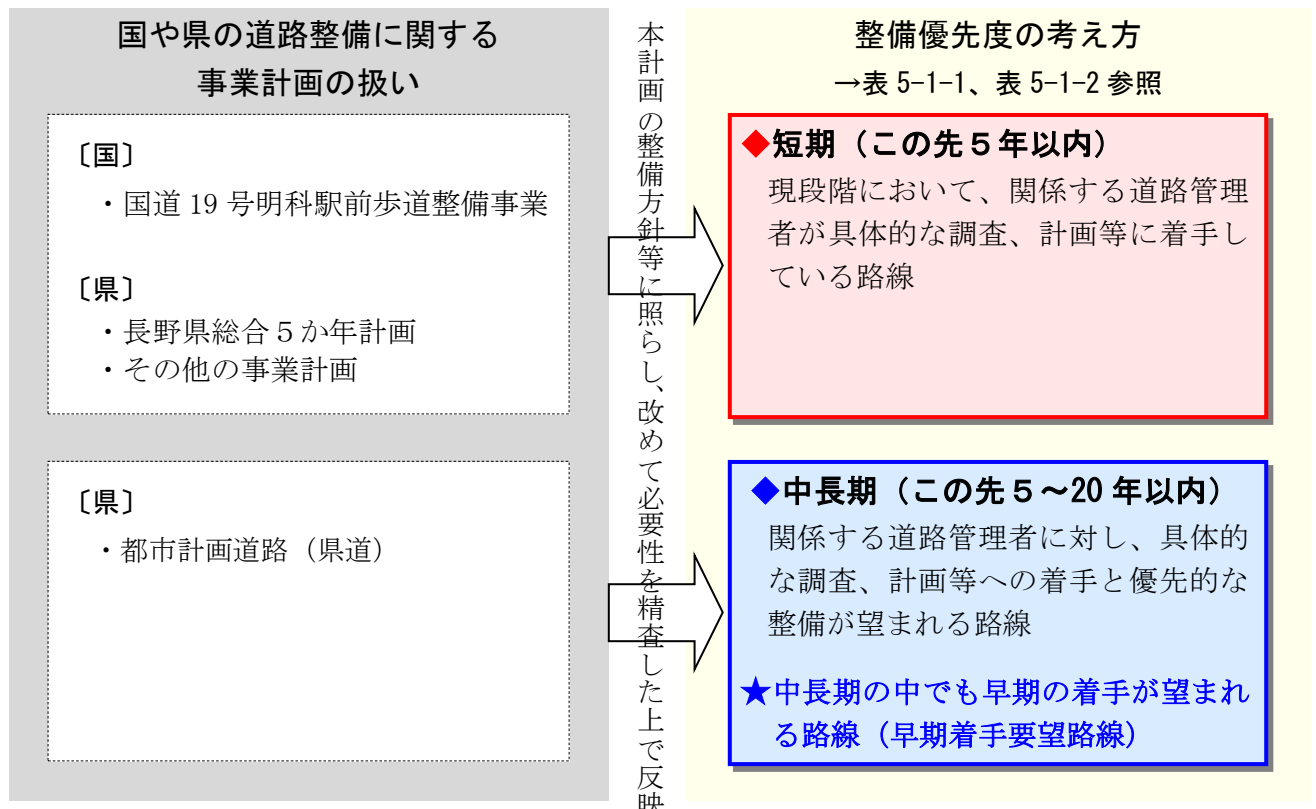 国や県の道路整備に関する
事業計画の扱い
〔国〕
・国道 19 号明科駅前歩道整備事業
〔県〕
・長野県総合５か年計画
・その他の事業計画
〔県〕
・都市計画道路（県道）
本計画の整備方針等に照らし、改めて必要性を精査した上で反映
整備優先度の考え方
→表 5-1-1、表 5-1-2 参照
◆短期（この先５年以内）
現段階において、関係する道路管理
者が具体的な調査、計画等に着手し
ている路線
◆中長期（この先５～20 年以内）
関係する道路管理者に対し、具体的
な調査、計画等への着手と優先的な
整備が望まれる路線
★中長期の中でも早期の着手が望まれ
る路線（早期着手要望路線）